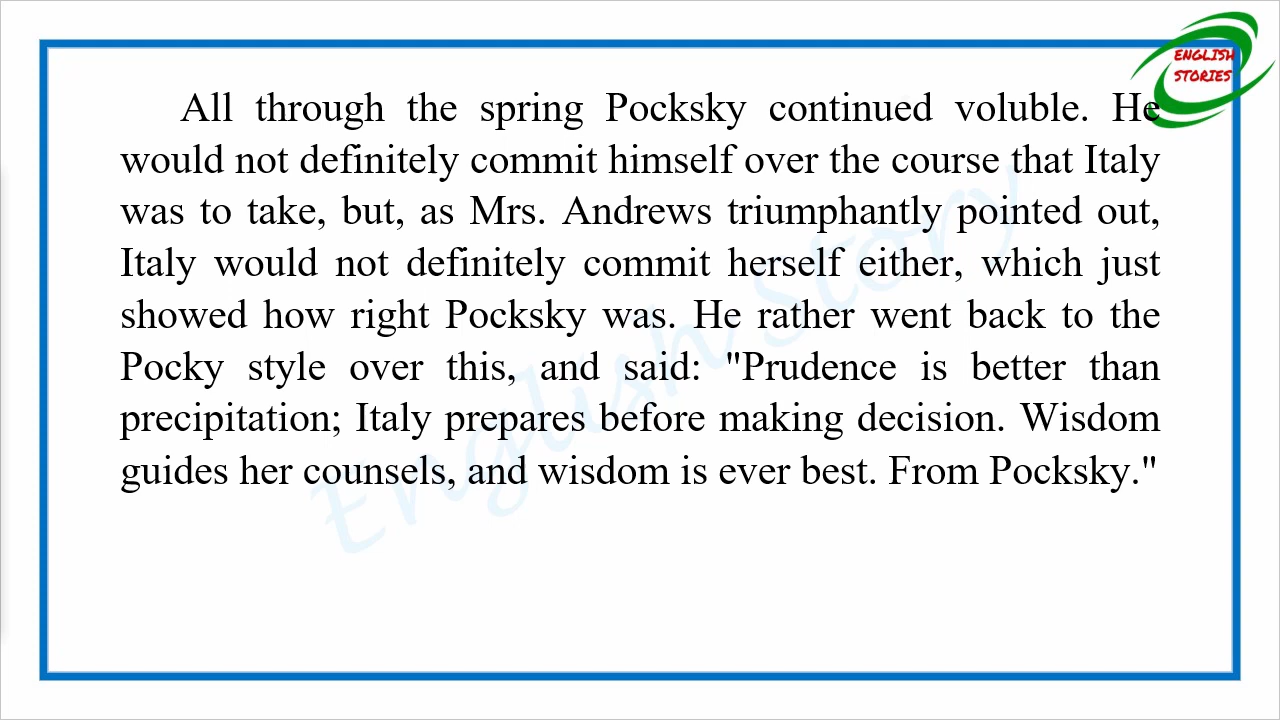 ENGLISH
STORIES
All through the spring Pocksky continued voluble. He
would not definitely commit himself over the course that Italy
was to take, but, as Mrs. Andrews triumphantly pointed out,
Italy would not definitely commit herself either, which just
showed how right Pocksky was. He rather went back to the
Pocky style over this, and said: "Prudence is better than
precipitation; Italy prepares before making decision. Wisdom
guides her counsels, and wisdom is ever best. From Pocksky."
English Story